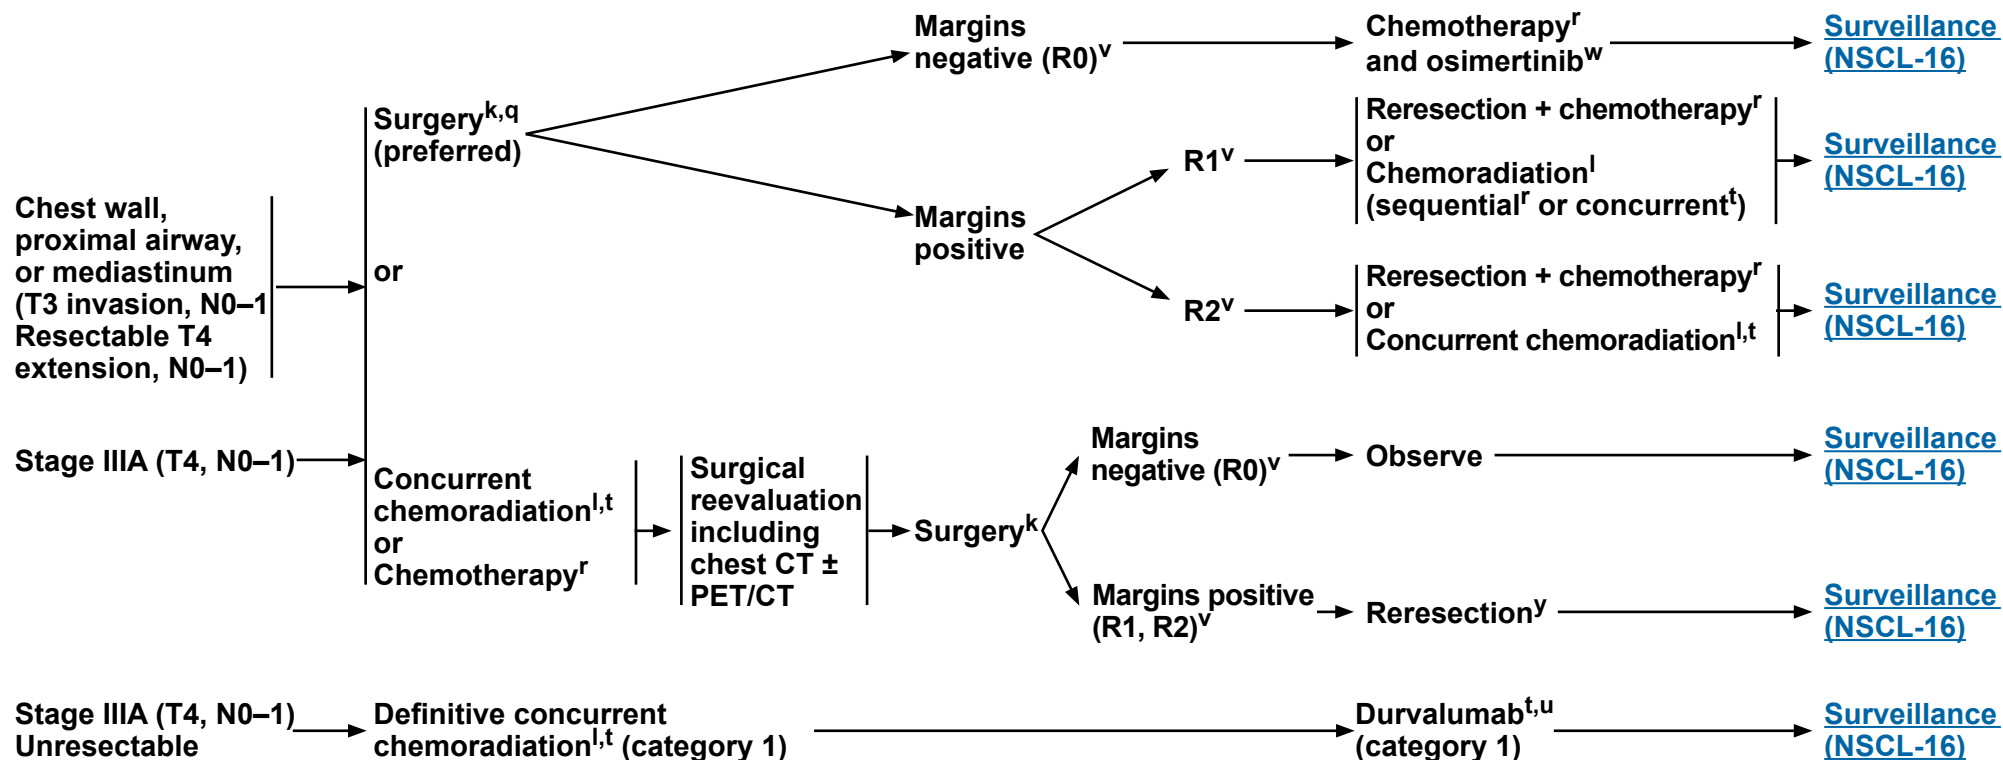 Chest wall,
proximal airway,
or mediastinum
(T3 invasion, N0–1
Resectable T4
extension, N0–1)
Stage IIIA (T4, N0–1)
Surgeryk,q
(preferred)
or
Concurrent
chemoradiationl,t
or
Chemotherapyr
Margins
negative (R0)v
Chemotherapyr
and osimertinibw
Surveillance
(NSCL-16)
Margins
positive
R1v
Reresection + chemotherapyr
or
Chemoradiationl
(sequentialr or concurrentt)
Surveillance
(NSCL-16)
R2v
Reresection + chemotherapyr
or
Concurrent chemoradiationl,t
Surveillance
(NSCL-16)
Surgical
reevaluation
including
chest CT ±
PET/CT
Surgeryk
Margins
negative (R0)v
Observe
Surveillance
(NSCL-16)
Margins positive
(R1, R2)v
Reresectiony
Surveillance
(NSCL-16)
Stage IIIA (T4, N0–1)
Unresectable
Definitive concurrent
chemoradiationl,t (category 1)
Durvalumabt,u
(category 1)
Surveillance
(NSCL-16)